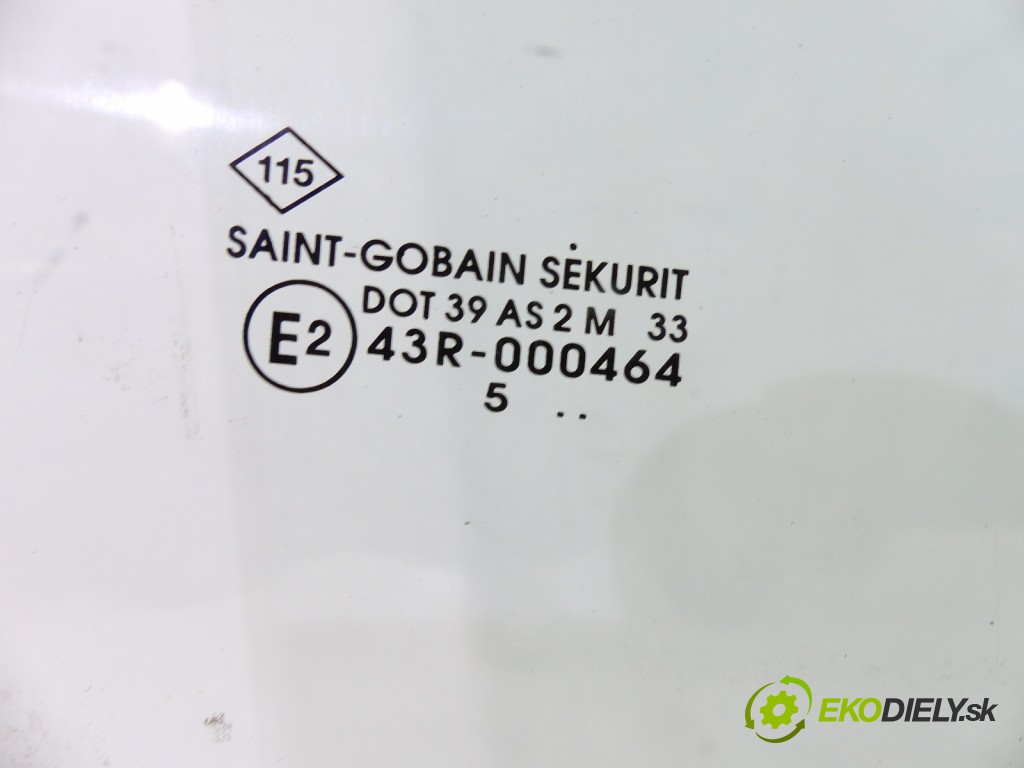 115
SAINT-GOBAIN SEKURIT
DOT 39 AS 2 M 33
E2 43R-000464
5 ..
EKODIELY.sk